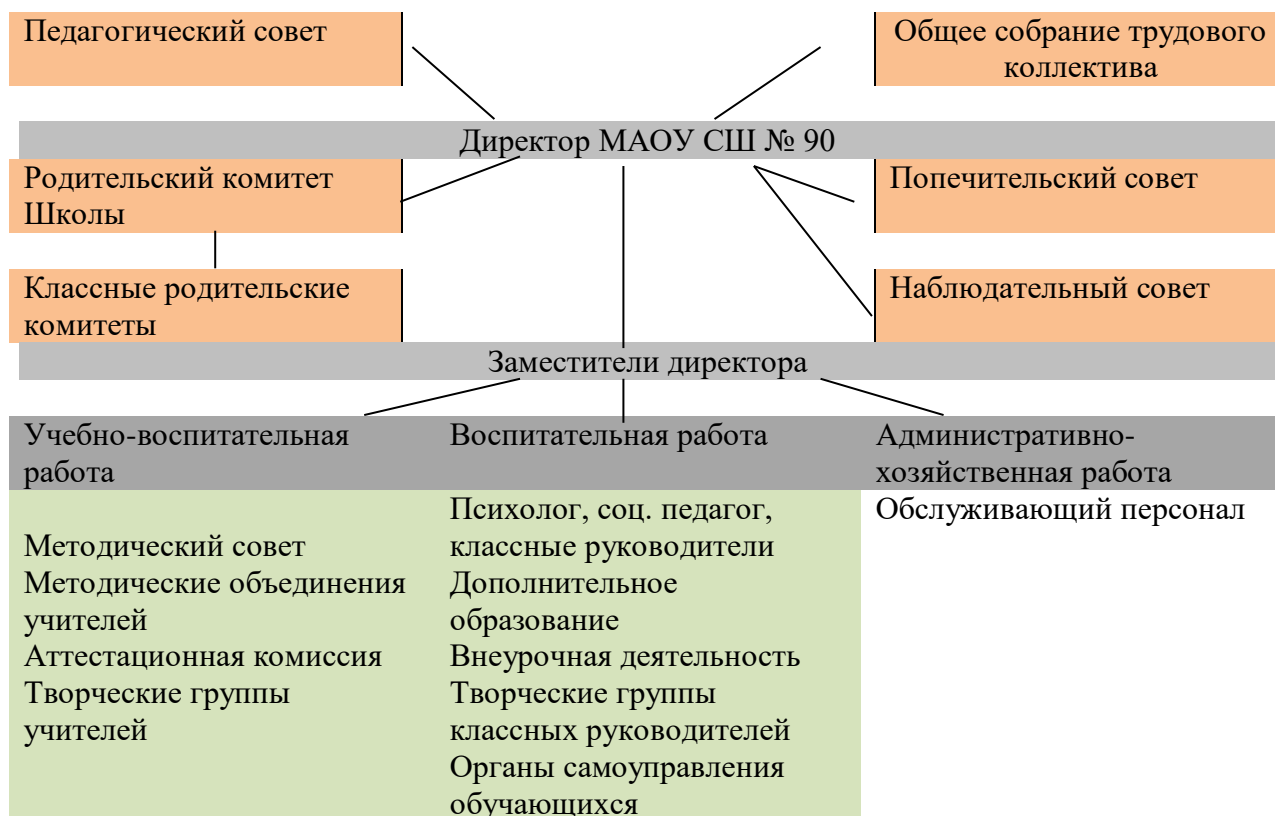 Педагогический совет
Общее собрание трудового
коллектива
Директор МАОУ СШ № 90
Родительский комитет
Школы
Попечительский совет
Классные родительские
комитеты
Наблюдательный совет
Заместители директора
Учебно-воспитательная
работа
Воспитательная работа
Административно-
хозяйственная работа
Методический совет
Методические объединения
учителей
Аттестационная комиссия
Творческие группы
учителей
Психолог, соц. педагог,
классные руководители
Дополнительное
образование
Внеурочная деятельность
Творческие группы
классных руководителей
Органы самоуправления
обучающихся
Обслуживающий персонал